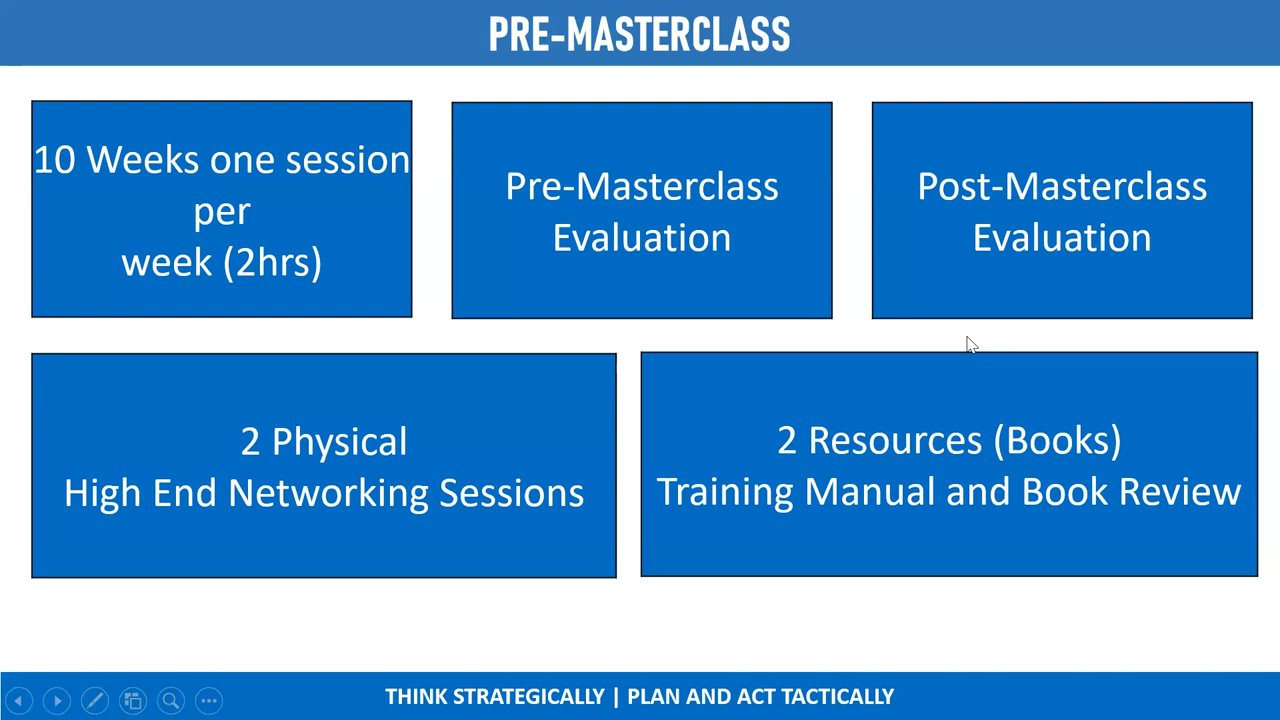 PRE-MASTERCLASS
10 Weeks one session
per
week (2hrs)
Pre-Masterclass
Evaluation
Post-Masterclass
Evaluation
2 Physical
High End Networking Sessions
2 Resources (Books)
Training Manual and Book Review
THINK STRATEGICALLY | PLAN AND ACT TACTICALLY